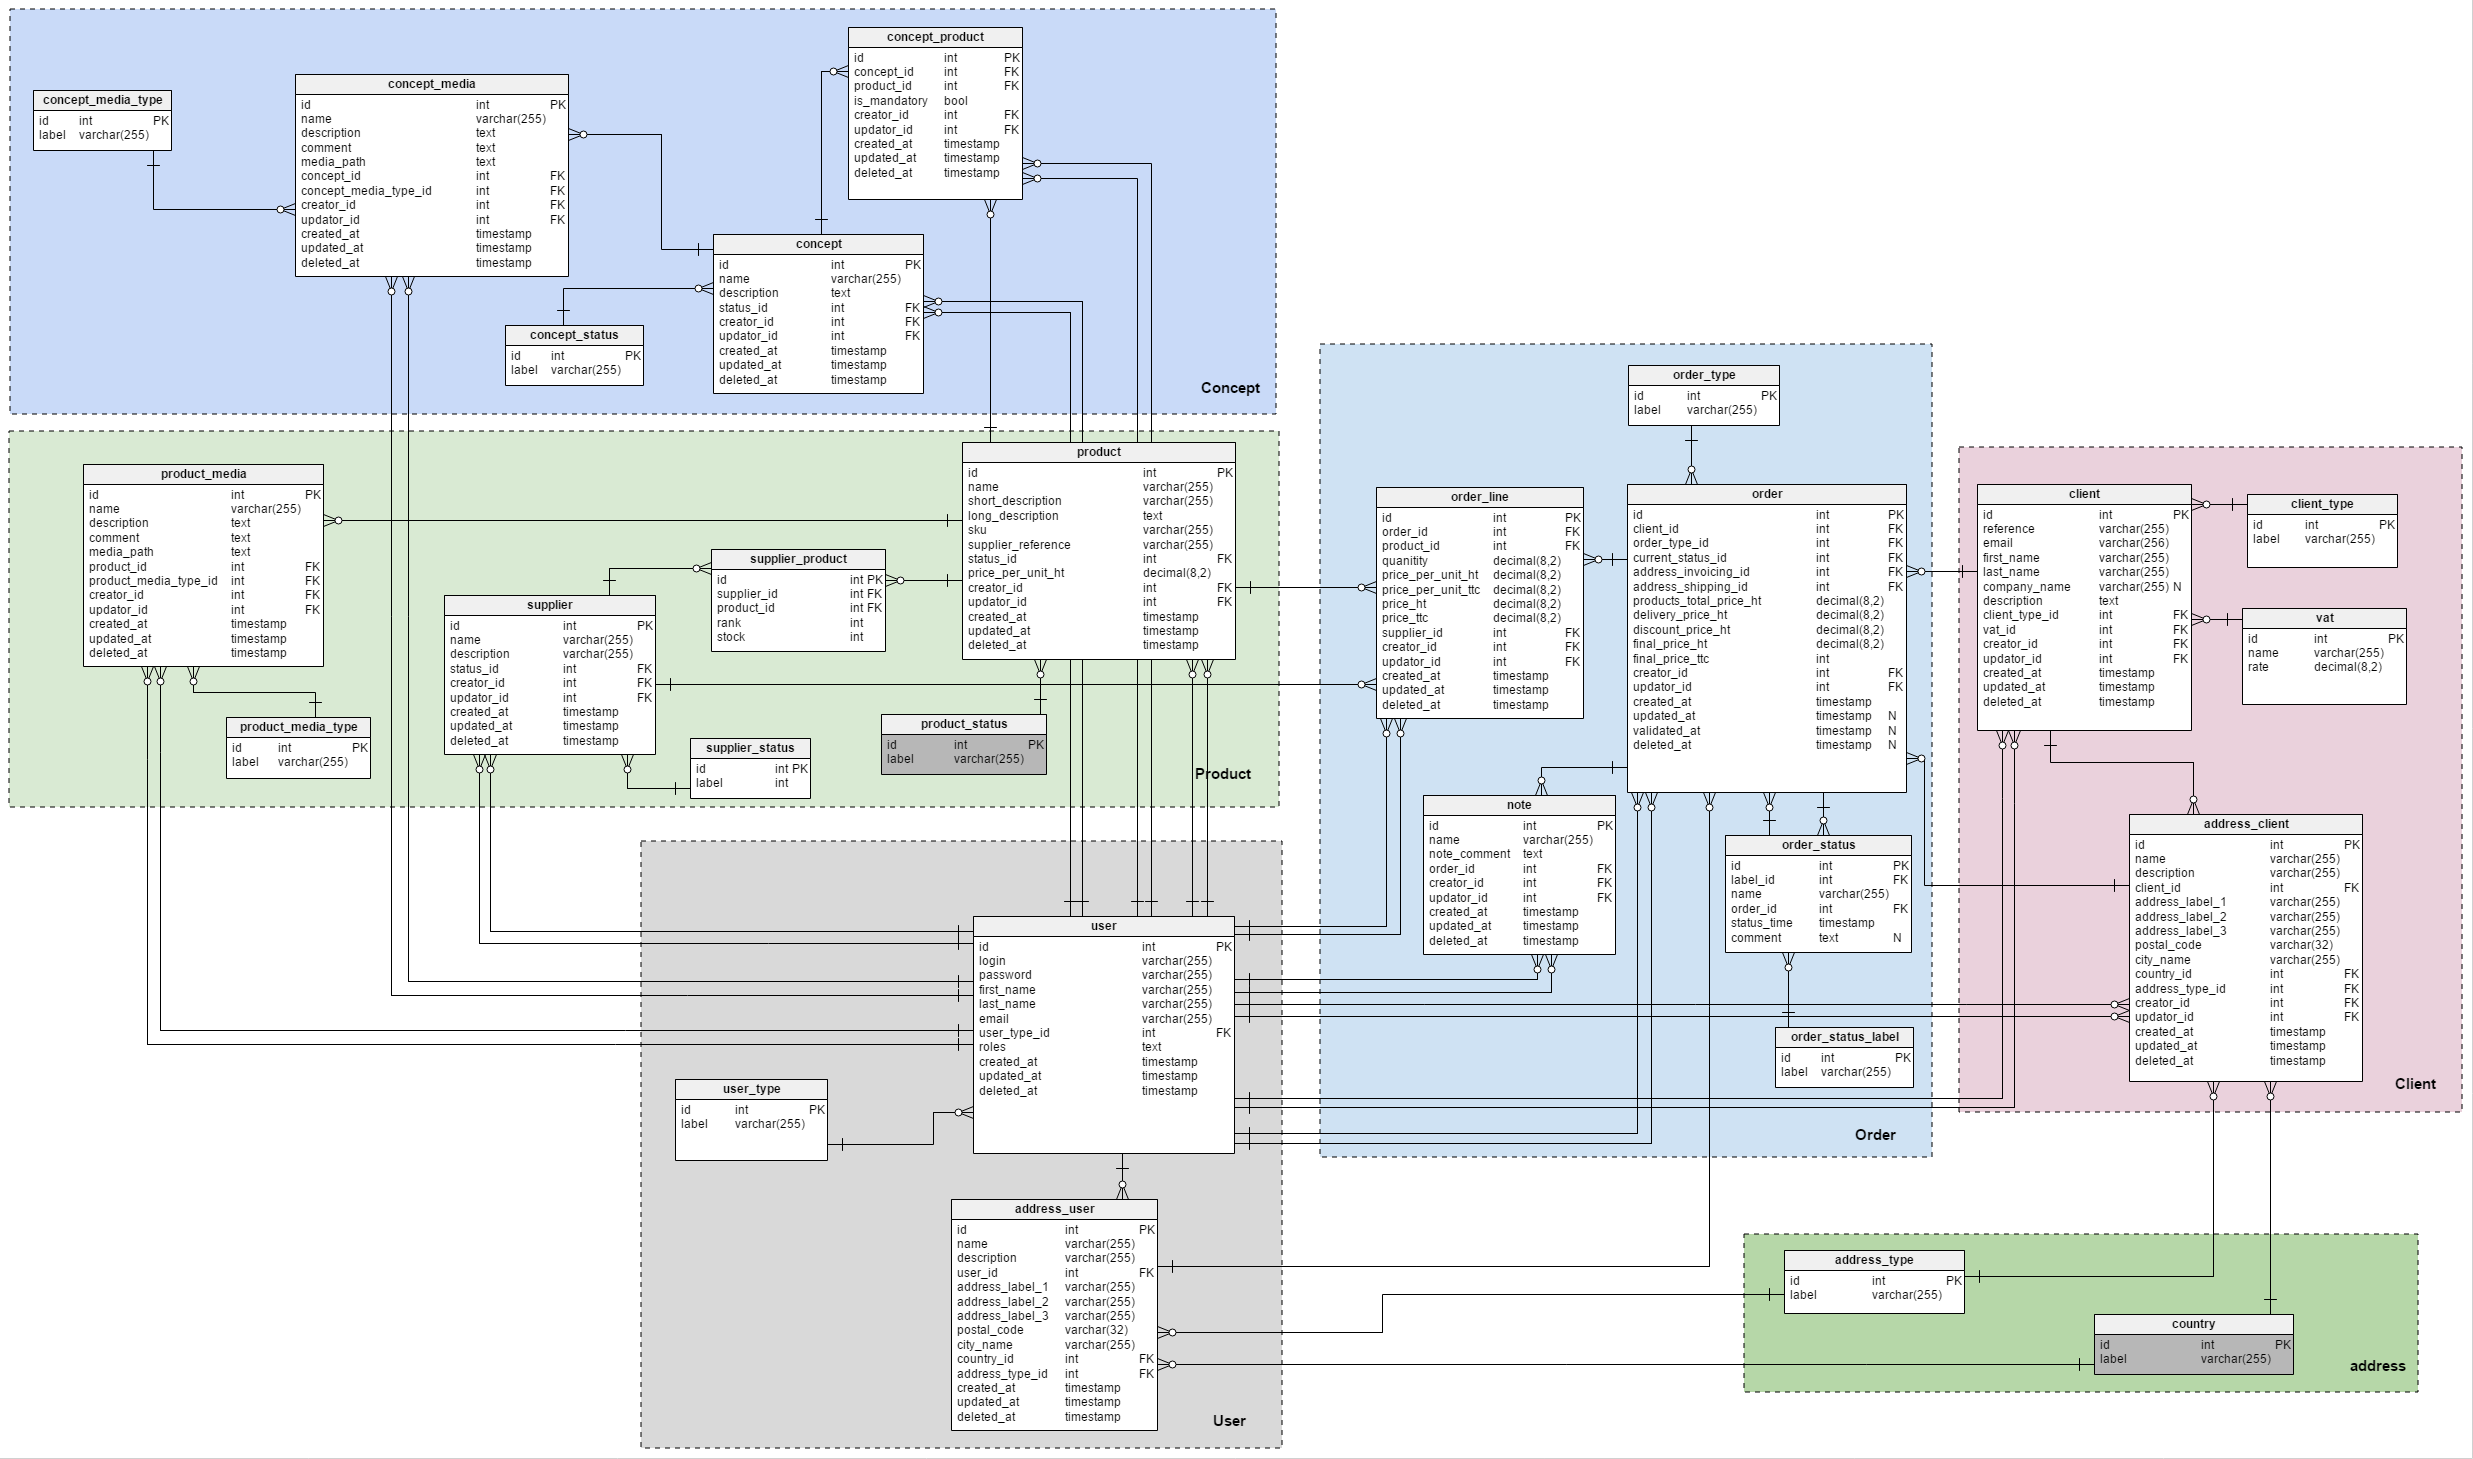 concept_product
id int PK
concept_id int FK
product_id int FK
is_mandatory bool
creator_id int FK
updator_id int FK
created_at timestamp
updated_at timestamp
deleted_at timestamp
concept_media_type
id int PK
label varchar(255)
concept_media
id int PK
name varchar(255)
description text
comment text
media_path text
concept_id int FK
concept_media_type_id int FK
creator_id int FK
updator_id int FK
created_at timestamp
updated_at timestamp
deleted_at timestamp
concept
id int PK
name varchar(255)
description text
status_id int FK
creator_id int FK
updator_id int FK
created_at timestamp
updated_at timestamp
deleted_at timestamp
concept_status
id int PK
label varchar(255)
Concept
product_media
id int PK
name varchar(255)
description text
comment text
media_path text
product_id int FK
product_media_type_id int FK
creator_id int FK
updator_id int FK
created_at timestamp
updated_at timestamp
deleted_at timestamp
product
id int PK
name varchar(255)
short_description varchar(255)
long_description text
sku varchar(255)
supplier_reference varchar(255)
status_id int FK
price_per_unit_ht decimal(8,2)
creator_id int FK
updator_id int FK
created_at timestamp
updated_at timestamp
deleted_at timestamp
supplier_product
id int PK
supplier_id int FK
product_id int FK
rank int
stock int
supplier
id int PK
name varchar(255)
description varchar(255)
status_id int FK
creator_id int FK
updator_id int FK
created_at timestamp
updated_at timestamp
deleted_at timestamp
product_media_type
id int PK
label varchar(255)
supplier_status
id int PK
label int
product_status
id int PK
label varchar(255)
Product
order_type
id int PK
label varchar(255)
order_line
id int PK
order_id int FK
product_id int FK
quanitity decimal(8,2)
price_per_unit_ht decimal(8,2)
price_per_unit_ttc decimal(8,2)
price_ht decimal(8,2)
price_ttc decimal(8,2)
supplier_id int FK
creator_id int FK
updator_id int FK
created_at timestamp
updated_at timestamp
deleted_at timestamp
order
id int PK
client_id int FK
order_type_id int FK
current_status_id int FK
address_invoicing_id int FK
address_shipping_id int FK
products_total_price_ht decimal(8,2)
delivery_price_ht decimal(8,2)
discount_price_ht decimal(8,2)
final_price_ht decimal(8,2)
final_price_ttc int
creator_id int FK
updator_id int FK
created_at timestamp
updated_at timestamp N
validated_at timestamp N
deleted_at timestamp N
note
id int PK
name varchar(255)
note_comment text
order_id int FK
creator_id int FK
updator_id int FK
created_at timestamp
updated_at timestamp
deleted_at timestamp
order_status
id int PK
label_id int FK
name varchar(255)
order_id int FK
status_time timestamp
comment text N
order_status_label
id int PK
label varchar(255)
Order
client
id int PK
reference varchar(255)
email varchar(256)
first_name varchar(255)
last_name varchar(255)
company_name varchar(255) N
description text
client_type_id int FK
vat_id int FK
creator_id int FK
updator_id int FK
created_at timestamp
updated_at timestamp
deleted_at timestamp
client_type
id int PK
label varchar(255)
vat
id int PK
name varchar(255)
rate decimal(8,2)
address_client
id int PK
name varchar(255)
description varchar(255)
client_id int FK
address_label_1 varchar(255)
address_label_2 varchar(255)
address_label_3 varchar(255)
postal_code varchar(32)
city_name varchar(255)
country_id int FK
address_type_id int FK
creator_id int FK
updator_id int FK
created_at timestamp
updated_at timestamp
deleted_at timestamp
Client
user
id int PK
login varchar(255)
password varchar(255)
first_name varchar(255)
last_name varchar(255)
email varchar(255)
user_type_id int FK
roles text
created_at timestamp
updated_at timestamp
deleted_at timestamp
user_type
id int PK
label varchar(255)
address_user
id int PK
name varchar(255)
description varchar(255)
user_id int FK
address_label_1 varchar(255)
address_label_2 varchar(255)
address_label_3 varchar(255)
postal_code varchar(32)
city_name varchar(255)
country_id int FK
address_type_id int FK
created_at timestamp
updated_at timestamp
deleted_at timestamp
User
address_type
id int PK
label varchar(255)
country
id int PK
label varchar(255)
address